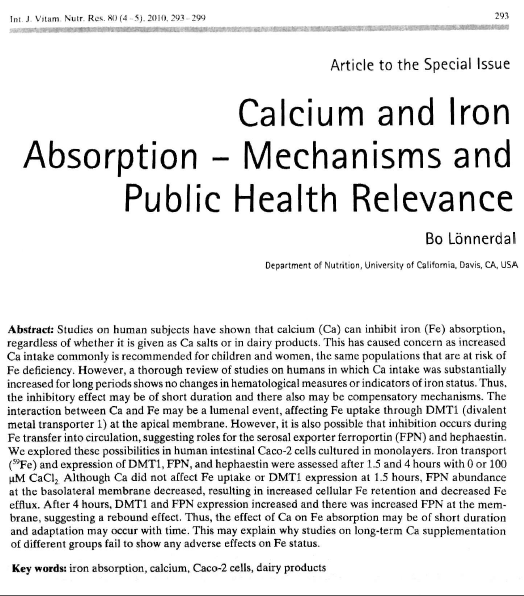 Int. J. Vitam. Nutr. Res. 80 (4–5), 2010, 293–299
293
Article to the Special Issue
Calcium and Iron
Absorption – Mechanisms and
Public Health Relevance
Bo Lönnerdal
Department of Nutrition, University of California, Davis, CA, USA
Abstract: Studies on human subjects have shown that calcium (Ca) can inhibit iron (Fe) absorption,
regardless of whether it is given as Ca salts or in dairy products. This has caused concern as increased
Ca intake commonly is recommended for children and women, the same populations that are at risk of
Fe deficiency. However, a thorough review of studies on humans in which Ca intake was substantially
increased for long periods shows no changes in hematological measures or indicators of iron status. Thus,
the inhibitory effect may be of short duration and there also may be compensatory mechanisms. The
interaction between Ca and Fe may be a lumenal event, affecting Fe uptake through DMT1 (divalent
metal transporter 1) at the apical membrane. However, it is also possible that inhibition occurs during
Fe transfer into circulation, suggesting roles for the serosal exporter ferroportin (FPN) and hephaestin.
We explored these possibilities in human intestinal Caco-2 cells cultured in monolayers. Iron transport
(⁵⁹Fe) and expression of DMT1, FPN, and hephaestin were assessed after 1.5 and 4 hours with 0 or 100
μM CaCl₂. Although Ca did not affect Fe uptake or DMT1 expression at 1.5 hours, FPN abundance
at the basolateral membrane decreased, resulting in increased cellular Fe retention and decreased Fe
efflux. After 4 hours, DMT1 and FPN expression increased and there was increased FPN at the mem-
brane, suggesting a rebound effect. Thus, the effect of Ca on Fe absorption may be of short duration
and adaptation may occur with time. This may explain why studies on long-term Ca supplementation
of different groups fail to show any adverse effects on Fe status.
Key words: iron absorption, calcium, Caco-2 cells, dairy products